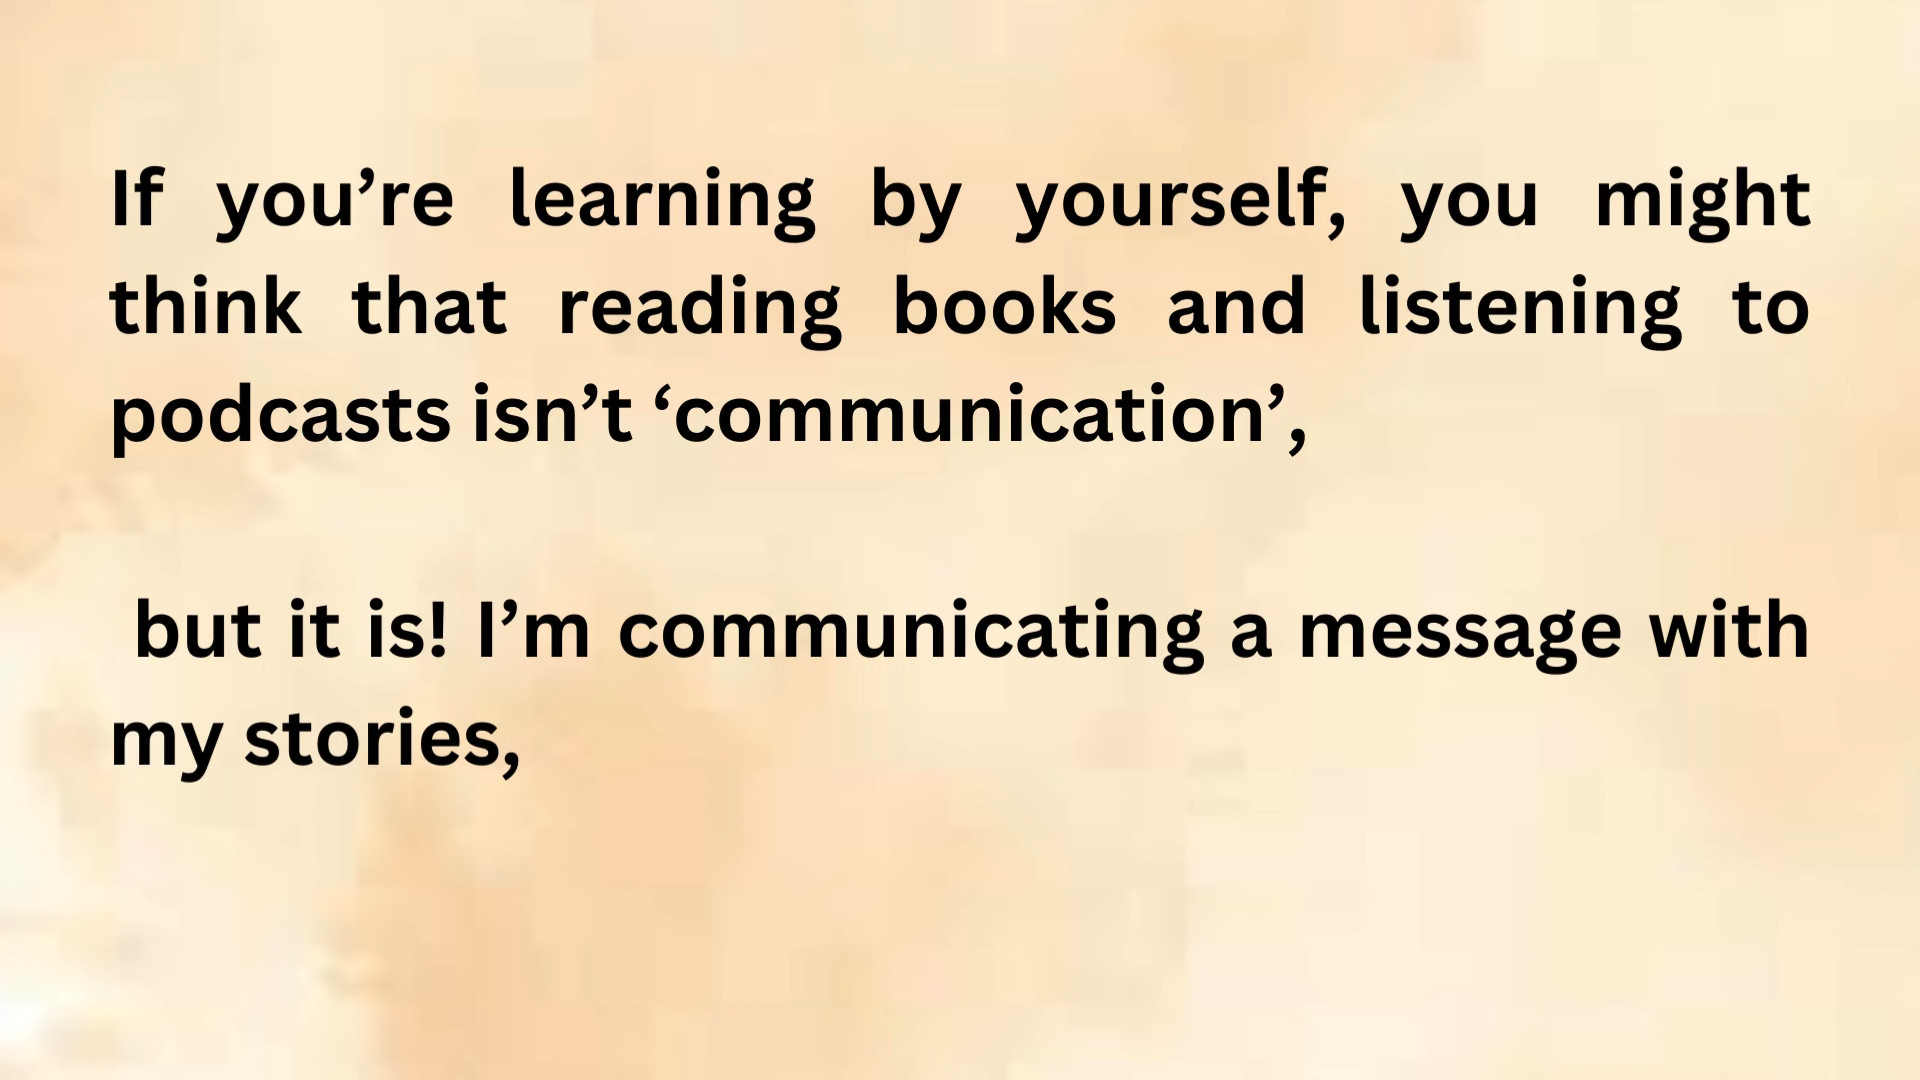 If you’re learning by yourself, you might
think that reading books and listening to
podcasts isn’t ‘communication’,
but it is! I’m communicating a message with
my stories,